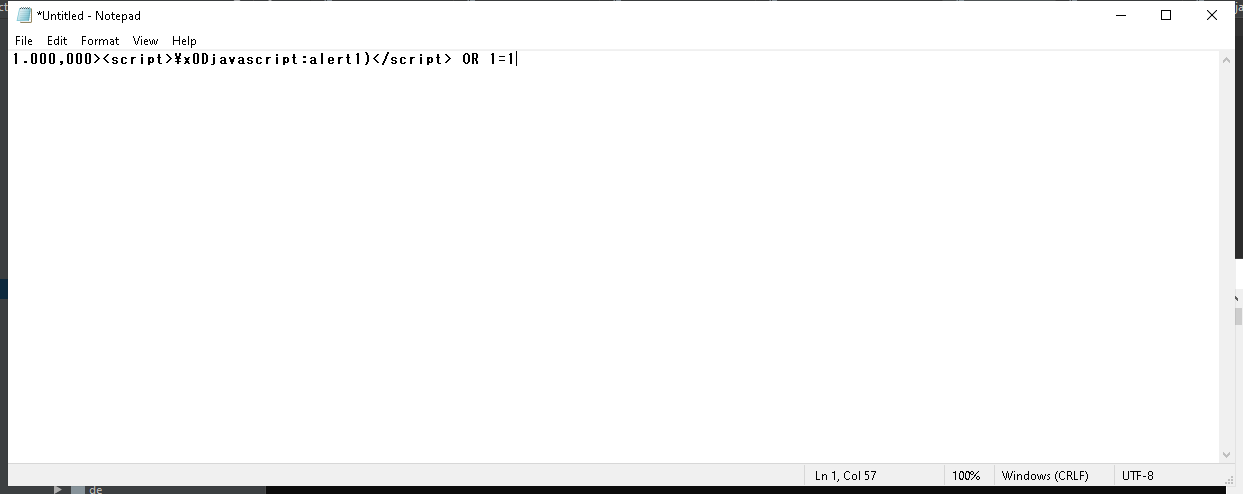 *Untitled - Notepad
File Edit Format View Help
1.000,000><script>¥x0Djavascript:alert1)</script> OR 1=1
Ln 1, Col 57 100% Windows (CRLF) UTF-8
de